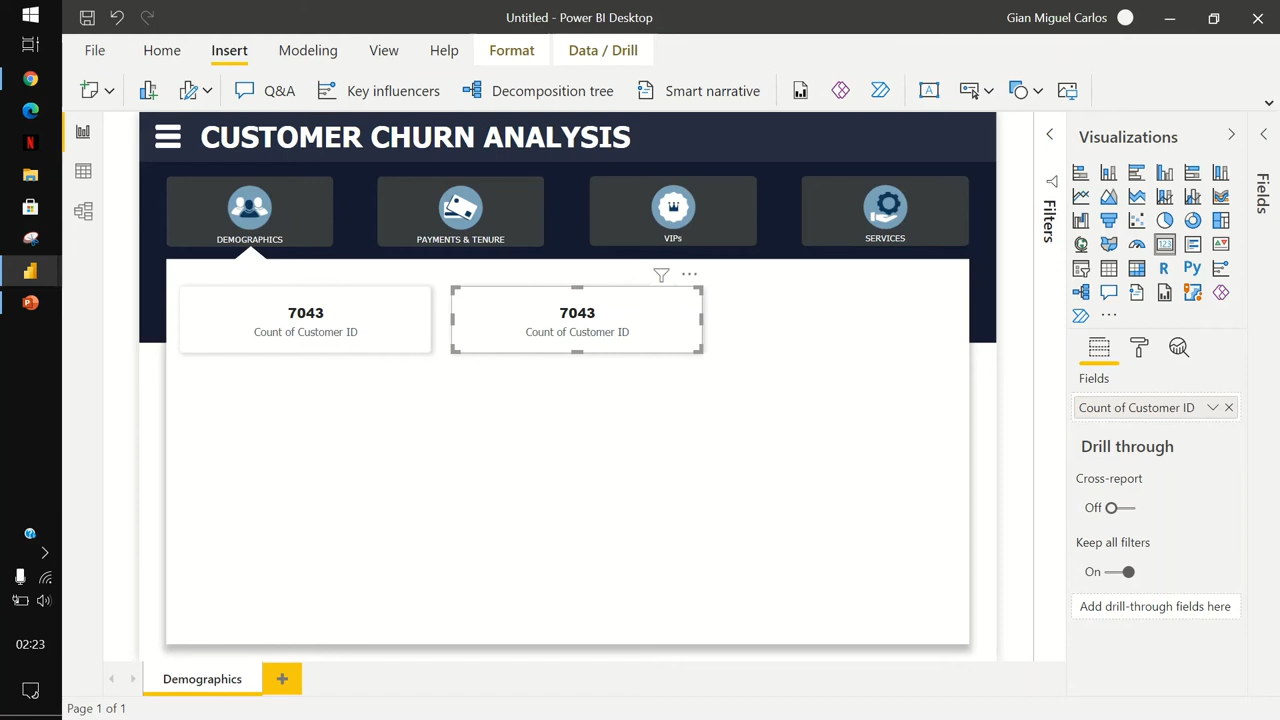 Untitled - Power BI Desktop
Gian Miguel Carlos
File Home Insert Modeling View Help Format Data / Drill
Q&A Key influencers Decomposition tree Smart narrative
CUSTOMER CHURN ANALYSIS
DEMOGRAPHICS
PAYMENTS & TENURE
VIPs
SERVICES
7043
Count of Customer ID
7043
Count of Customer ID
Filters
Visualizations
123
R Py
Fields
Count of Customer ID
Drill through
Cross-report
Off
Keep all filters
On
Add drill-through fields here
Fields
02:23
Demographics
Page 1 of 1